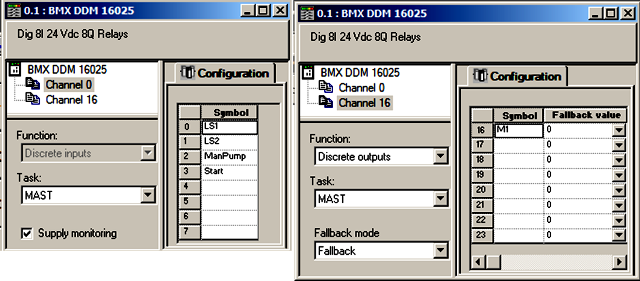 0.1 : BMX DDM 16025
Dig 8I 24 Vdc 8Q Relays
BMX DDM 16025
Channel 0
Channel 16
Configuration
Function:
Discrete inputs
Task:
MAST
Supply monitoring
Symbol
0 LS1
1 LS2
2 ManPump
3 Start
4
5
6
7
0.1 : BMX DDM 16025
Dig 8I 24 Vdc 8Q Relays
BMX DDM 16025
Channel 0
Channel 16
Configuration
Function:
Discrete outputs
Task:
MAST
Fallback mode
Fallback
Symbol Fallback value
16 M1 0
17 0
18 0
19 0
20 0
21 0
22 0
23 0